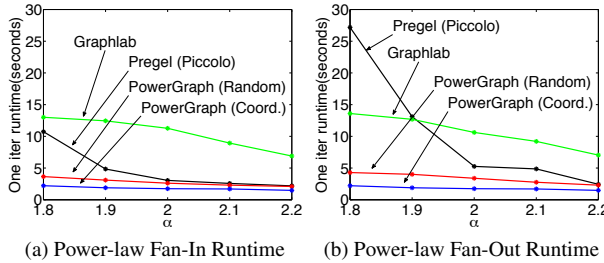 30
25
20
15
10
5
0
One iter runtime(seconds)
Graphlab
Pregel (Piccolo)
PowerGraph (Random)
PowerGraph (Coord.)
1.8 1.9 2 2.1 2.2
α
(a) Power-law Fan-In Runtime
30
25
20
15
10
5
0
One iter runtime(seconds)
Pregel (Piccolo)
Graphlab
PowerGraph (Random)
PowerGraph (Coord.)
1.8 1.9 2 2.1 2.2
α
(b) Power-law Fan-Out Runtime